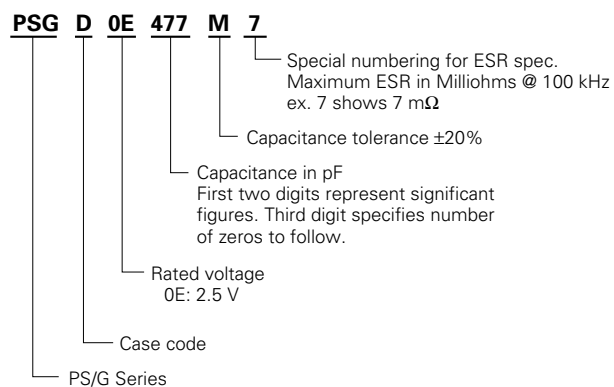 PSG D 0E 477 M 7
Special numbering for ESR spec.
Maximum ESR in Milliohms @ 100 kHz
ex. 7 shows 7 mΩ
Capacitance tolerance ±20%
Capacitance in pF
First two digits represent significant
figures. Third digit specifies number
of zeros to follow.
Rated voltage
0E: 2.5 V
Case code
PS/G Series